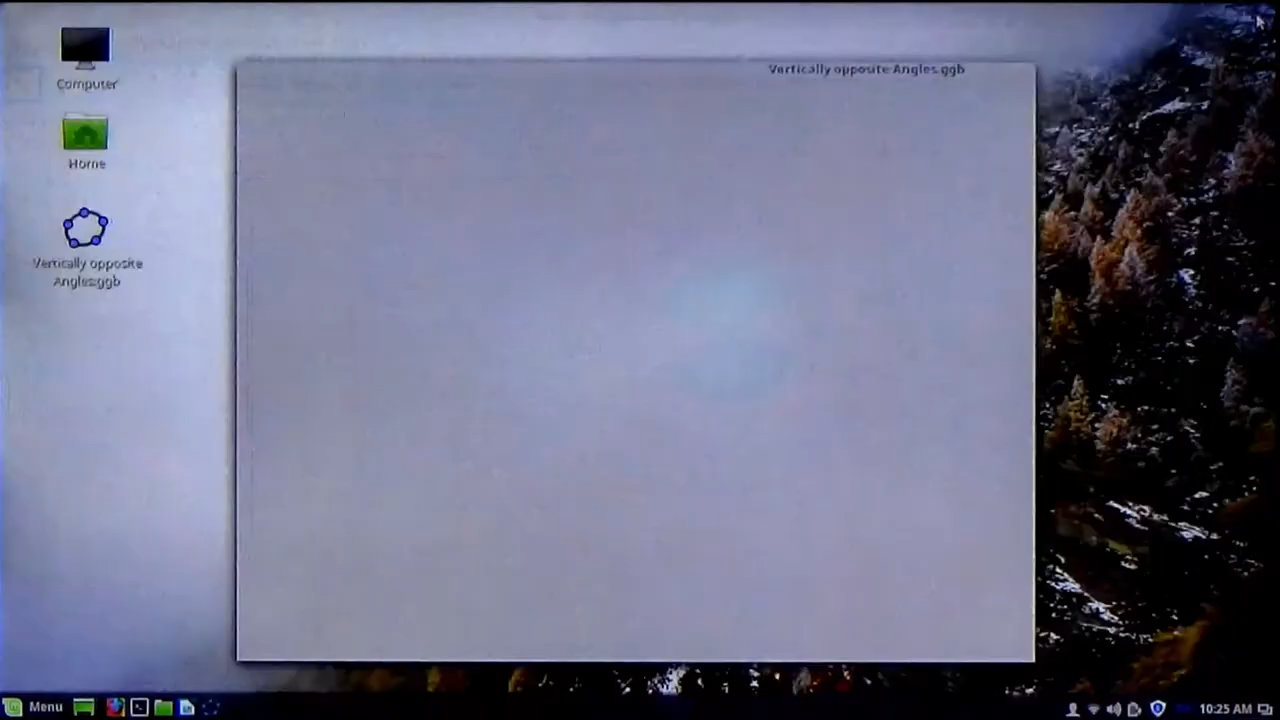 Vertically opposite Angles.ggb
Computer
Home
Vertically opposite
Angles.ggb
Menu
10:25 AM